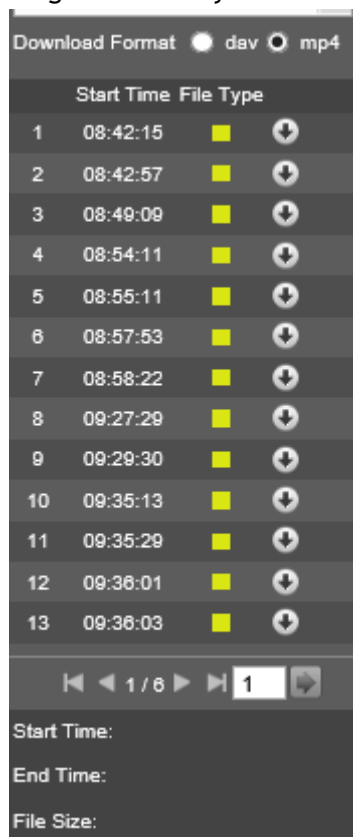 Download Format dav mp4
Start Time File Type
1 08:42:15
2 08:42:57
3 08:49:09
4 08:54:11
5 08:55:11
6 08:57:53
7 08:58:22
8 09:27:29
9 09:29:30
10 09:35:13
11 09:35:29
12 09:36:01
13 09:36:03
1 / 6 1
Start Time:
End Time:
File Size: